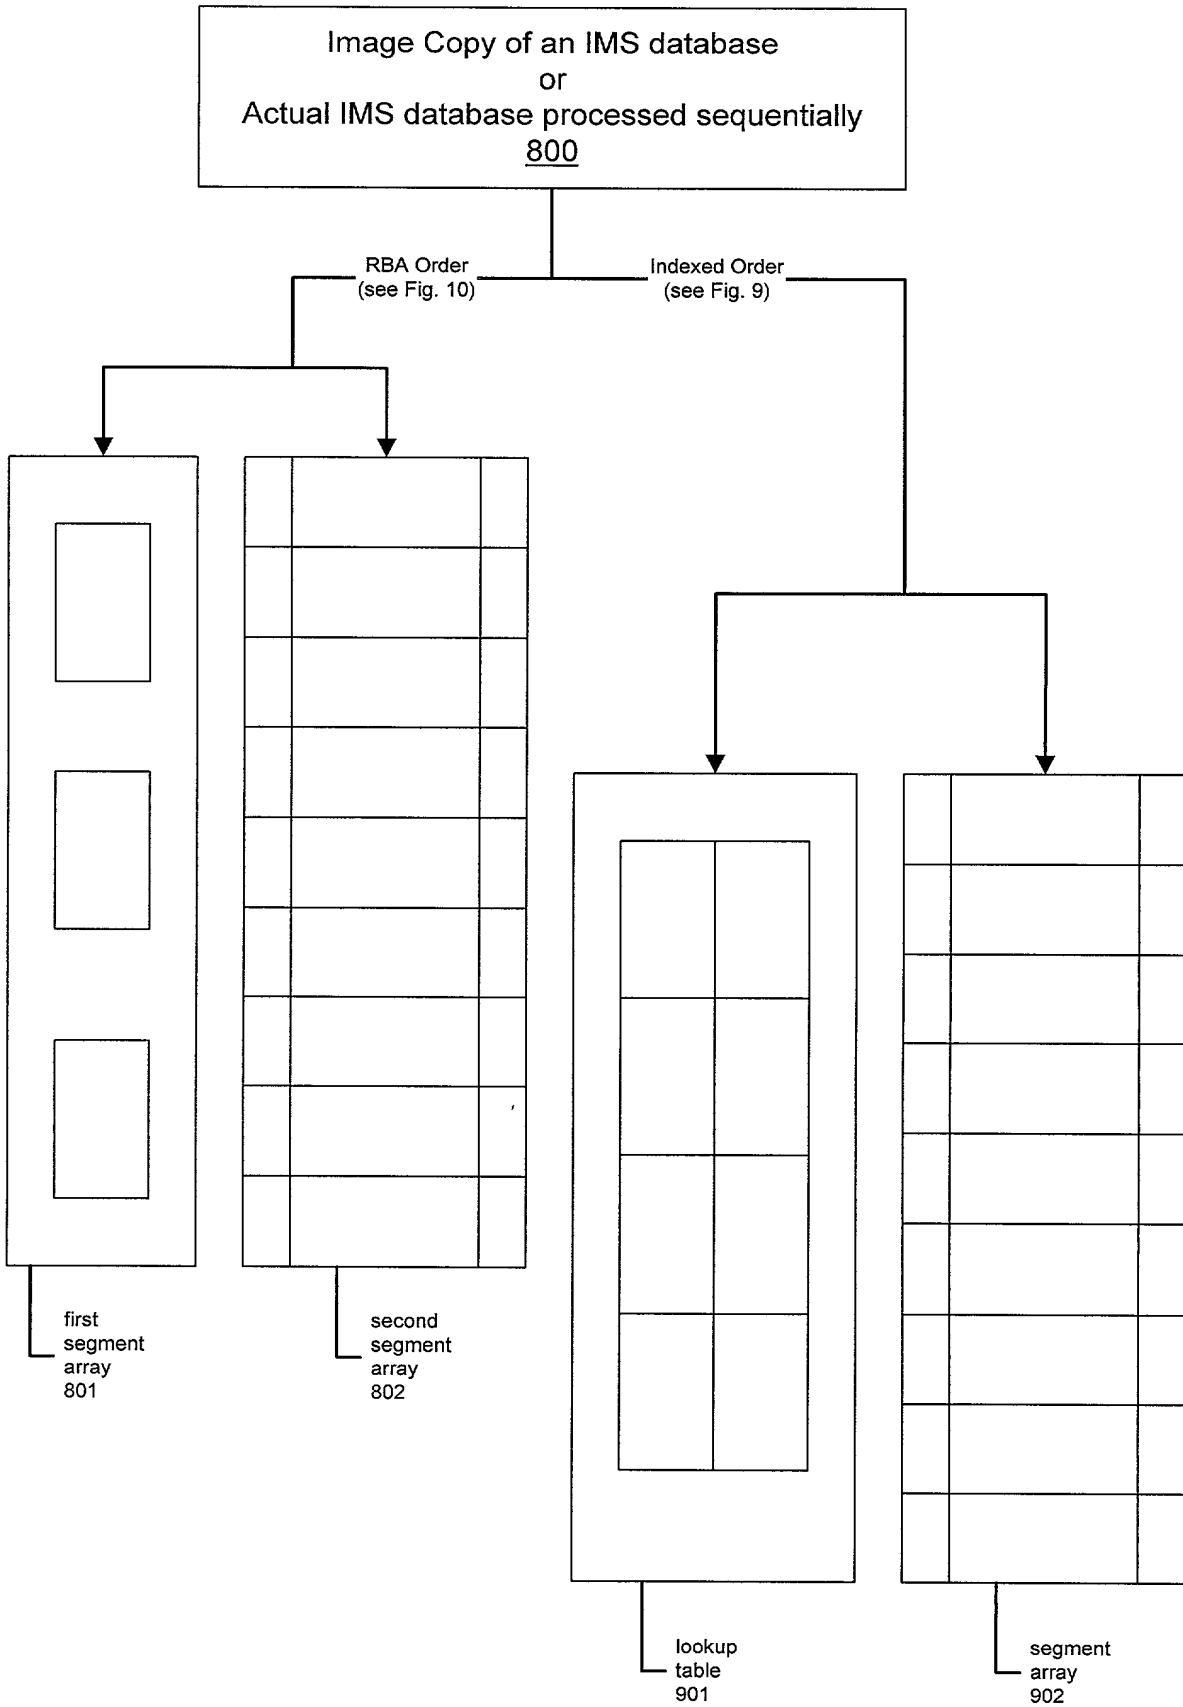 Image Copy of an IMS database
or
Actual IMS database processed sequentially
800
RBA Order
(see Fig. 10)
Indexed Order
(see Fig. 9)
first
segment
array
801
second
segment
array
802
lookup
table
901
segment
array
902